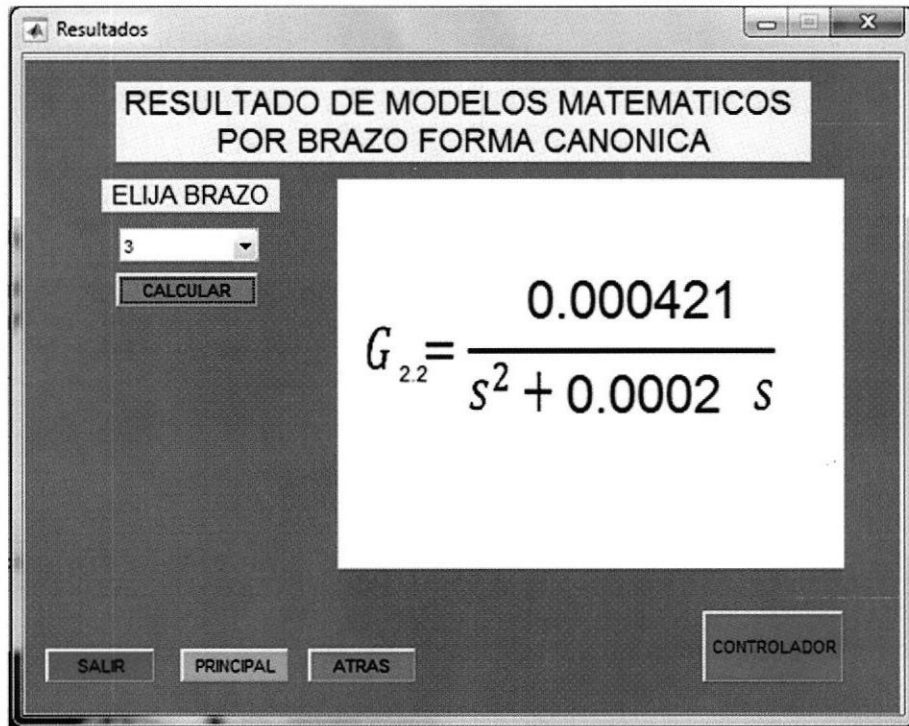 Resultados
RESULTADO DE MODELOS MATEMATICOS
POR BRAZO FORMA CANONICA
ELIJA BRAZO
3
CALCULAR
0.000421
G 2.2 =
s² + 0.0002 s
CONTROLADOR
SALIR PRINCIPAL ATRAS